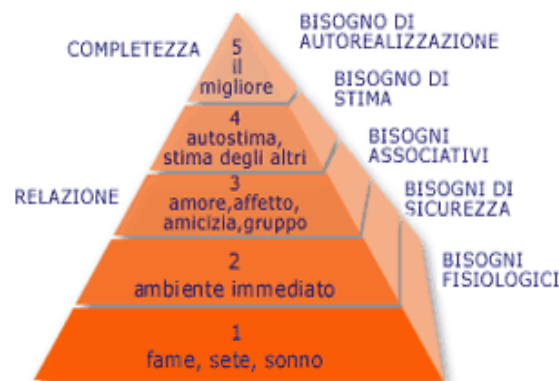 COMPLETEZZA
5
il
migliore
BISOGNO DI
AUTOREALIZZAZIONE
BISOGNO DI
STIMA
4
autostima,
stima degli altri
BISOGNI
ASSOCIATIVI
RELAZIONE
3
amore,affetto,
amicizia,gruppo
BISOGNI DI
SICUREZZA
2
ambiente immediato
BISOGNI
FISIOLOGICI
1
fame, sete, sonno